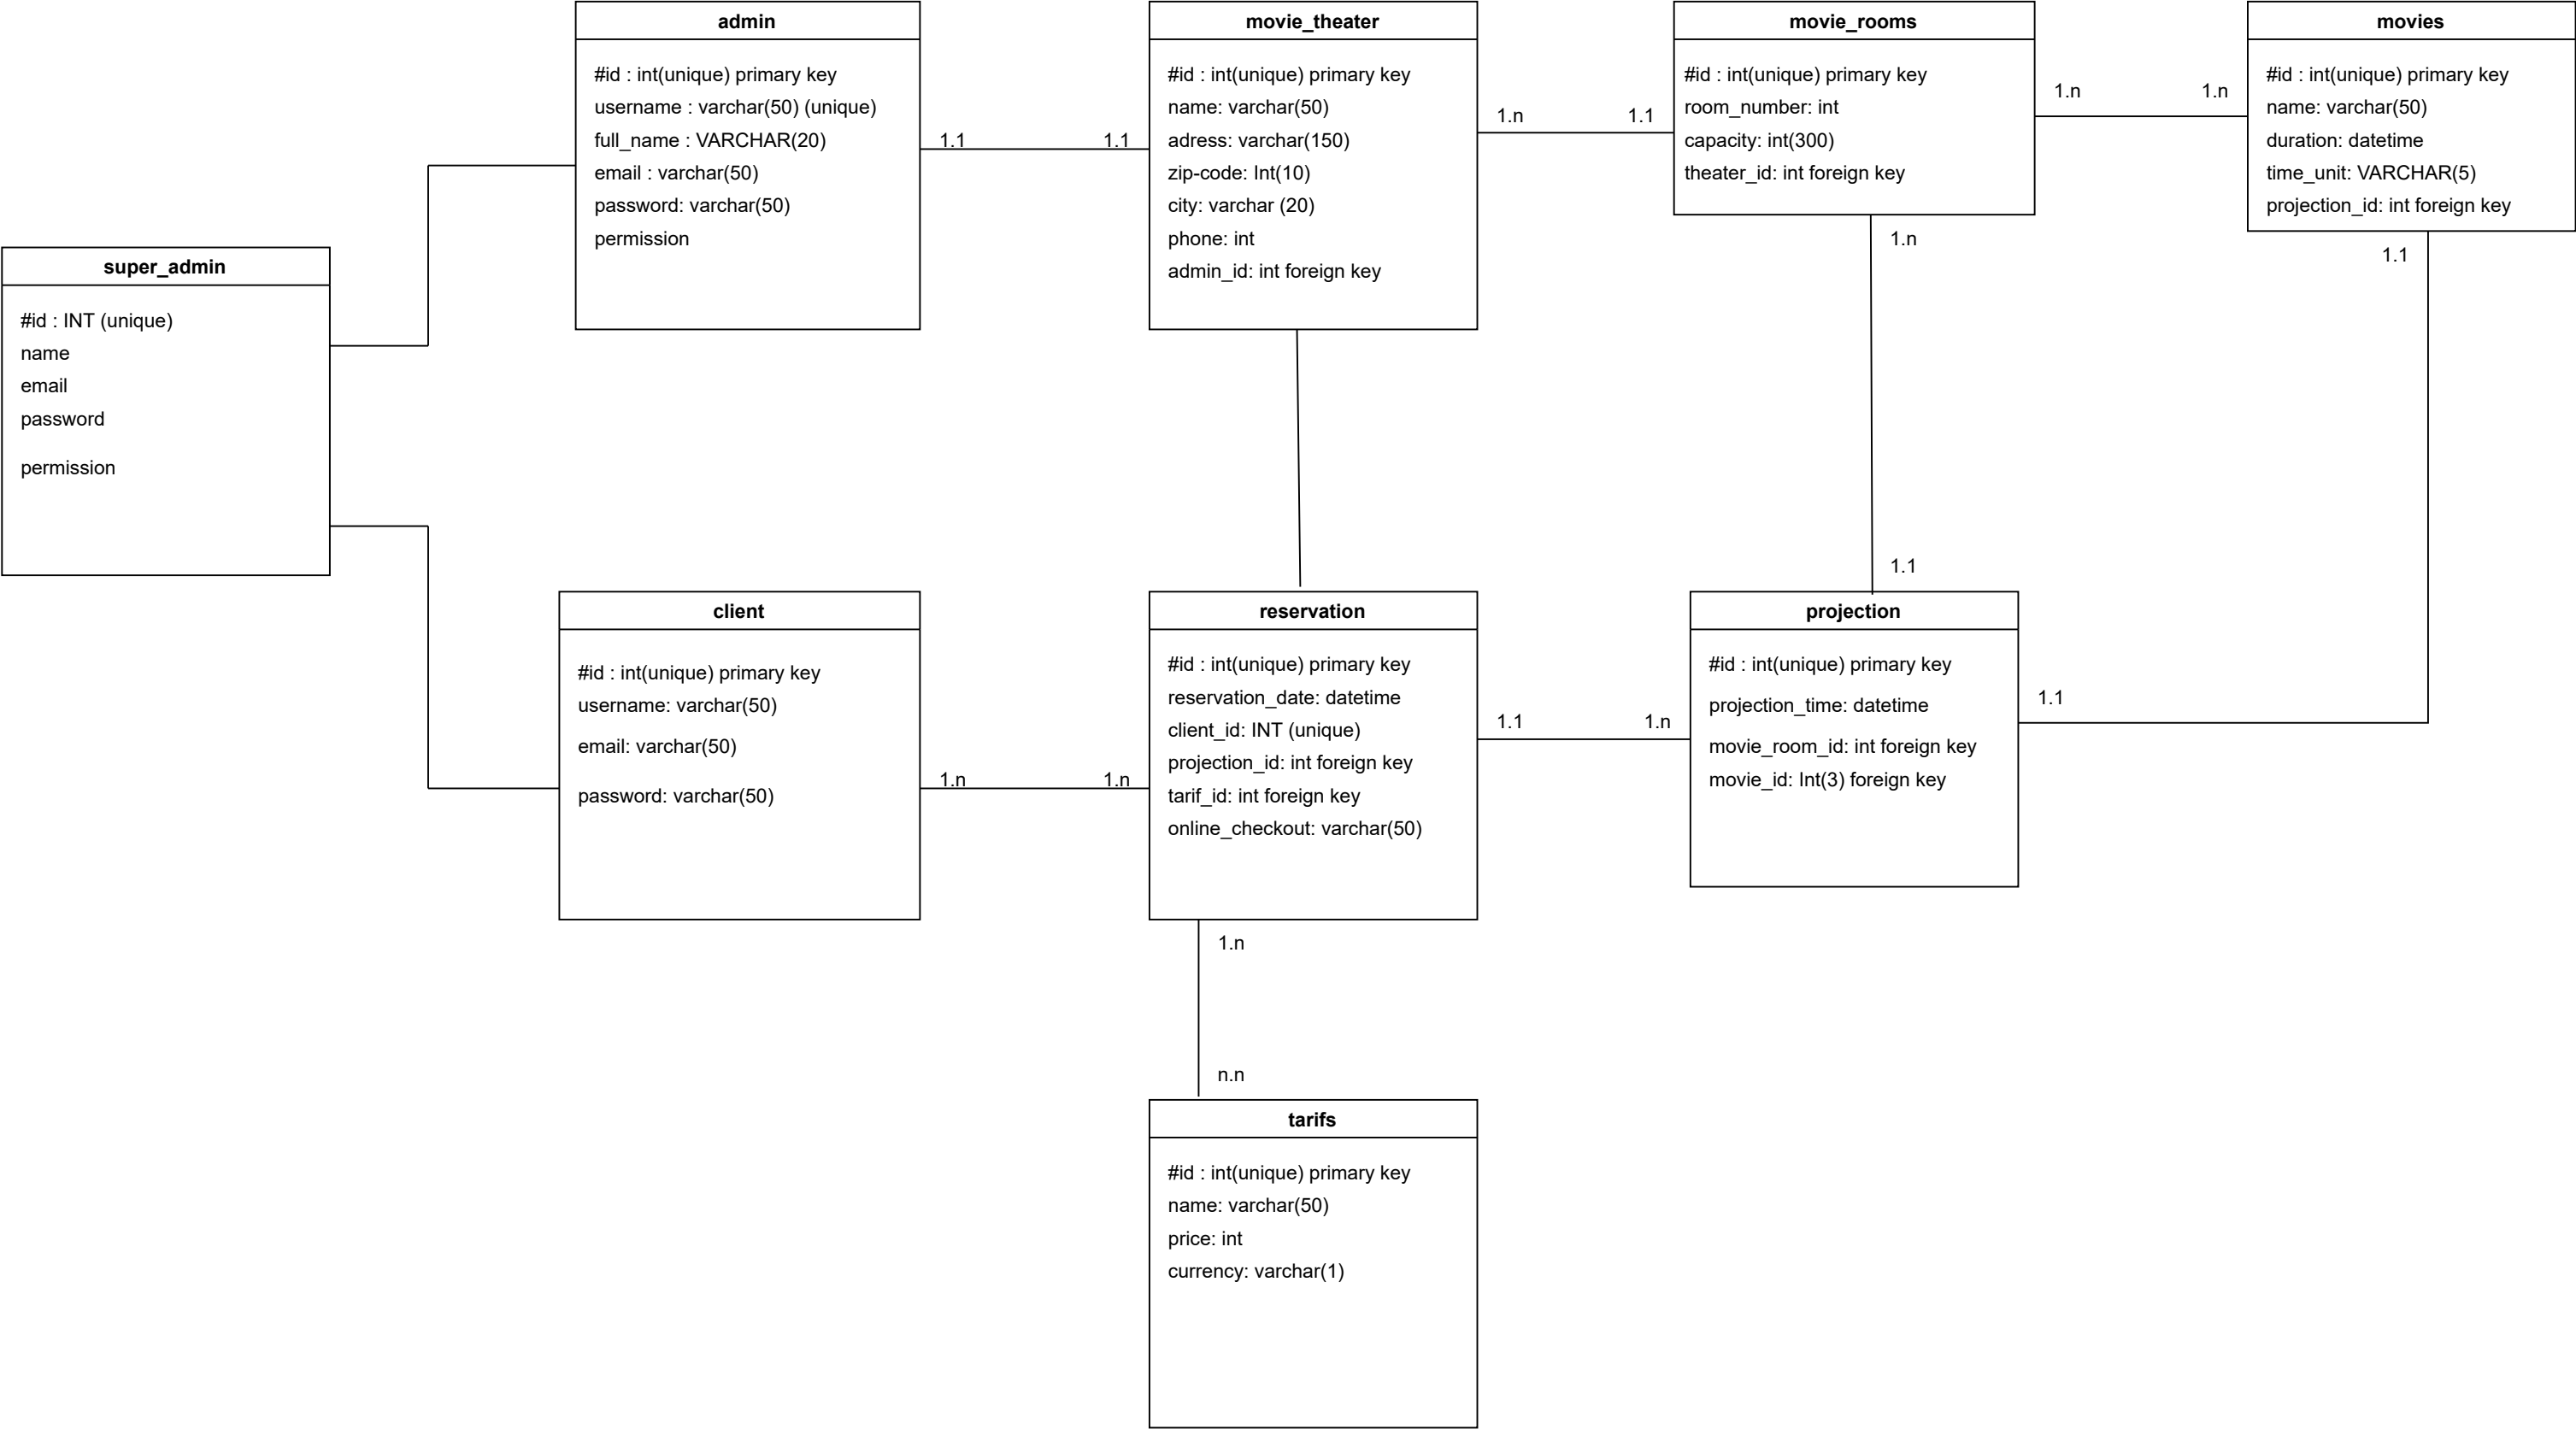 admin
#id : int(unique) primary key
username : varchar(50) (unique)
full_name : VARCHAR(20)
email : varchar(50)
password: varchar(50)
permission
1.1
1.1
movie_theater
#id : int(unique) primary key
name: varchar(50)
adress: varchar(150)
zip-code: Int(10)
city: varchar (20)
phone: int
admin_id: int foreign key
1.n
1.1
movie_rooms
#id : int(unique) primary key
room_number: int
capacity: int(300)
theater_id: int foreign key
1.n
1.n
1.n
movies
#id : int(unique) primary key
name: varchar(50)
duration: datetime
time_unit: VARCHAR(5)
projection_id: int foreign key
1.1
super_admin
#id : INT (unique)
name
email
password
permission
client
#id : int(unique) primary key
username: varchar(50)
email: varchar(50)
password: varchar(50)
1.n
1.n
reservation
#id : int(unique) primary key
reservation_date: datetime
client_id: INT (unique)
projection_id: int foreign key
tarif_id: int foreign key
online_checkout: varchar(50)
1.1
1.n
1.1
projection
#id : int(unique) primary key
projection_time: datetime
movie_room_id: int foreign key
movie_id: Int(3) foreign key
1.1
1.n
n.n
tarifs
#id : int(unique) primary key
name: varchar(50)
price: int
currency: varchar(1)